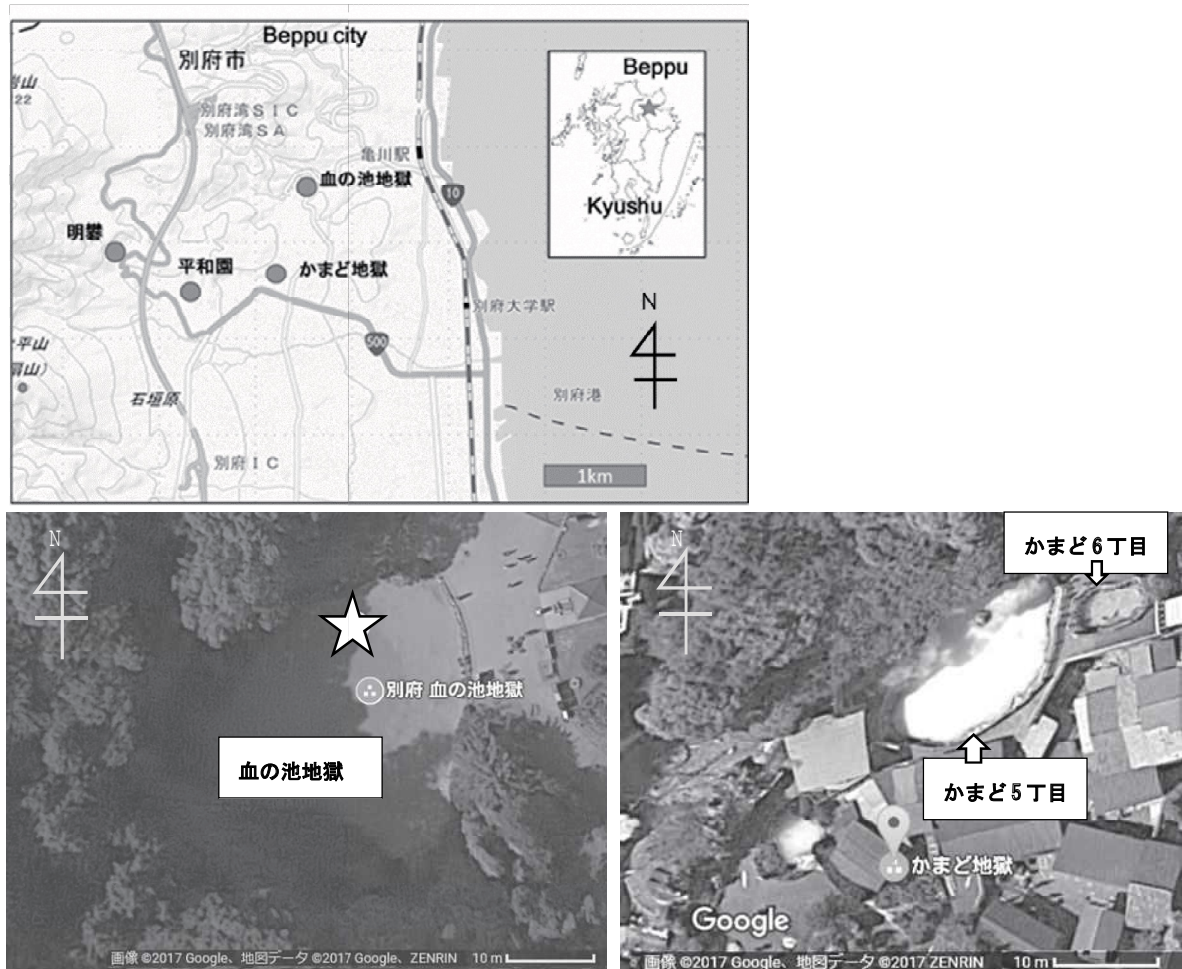 Beppu city
別府市
22
別府湾SIC
別府湾SA
亀川駅
血の池地獄
10
明礬
平和園
かまど地獄
別府大学駅
500
石垣原
別府IC
別府港
1km
N
Beppu
Kyushu
N
別府 血の池地獄
血の池地獄
画像 ©2017 Google、地図データ ©2017 Google、ZENRIN 10 m
N
かまど6丁目
かまど5丁目
かまど地獄
Google
画像 ©2017 Google、地図データ ©2017 Google、ZENRIN 10 m